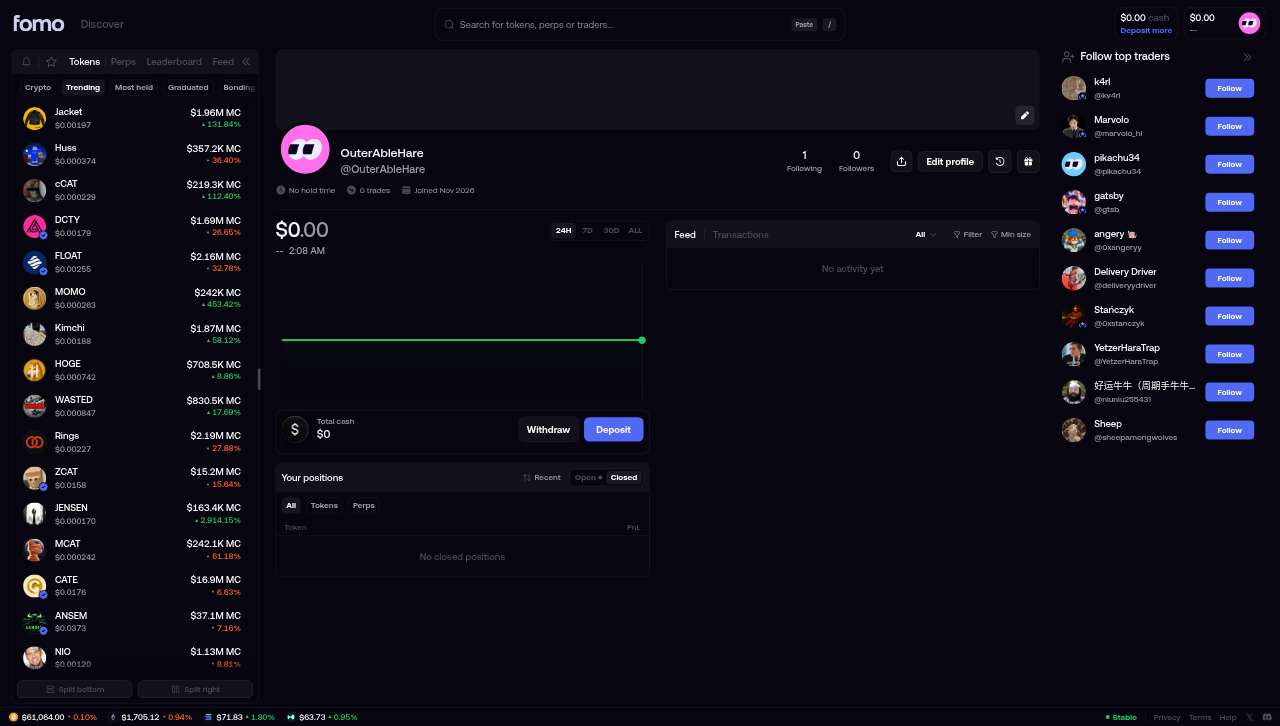 fomo
Discover
Search for tokens, perps or traders...
Paste
/
$0.00 cash
Deposit more
$0.00
—
Tokens Perps Leaderboard Feed
Crypto Trending Most held Graduated Bonding
Jacket $1.96M MC
$0.00197 131.84%
Huss $357.2K MC
$0.000374 36.40%
cCAT $219.3K MC
$0.000229 112.40%
DCTY $1.69M MC
$0.00179 26.65%
FLOAT $2.16M MC
$0.00255 32.78%
MOMO $242K MC
$0.000263 453.42%
Kimchi $1.87M MC
$0.00188 58.12%
HOGE $708.5K MC
$0.000742 8.86%
WASTED $830.5K MC
$0.000847 17.69%
Rings $2.19M MC
$0.00227 27.88%
ZCAT $15.2M MC
$0.0158 15.64%
JENSEN $163.4K MC
$0.000170 2,914.15%
MCAT $242.1K MC
$0.000242 61.18%
CATE $16.9M MC
$0.0176 6.63%
ANSEM $37.1M MC
$0.0373 7.16%
NIO $1.13M MC
$0.00120 8.81%
Split bottom Split right
OuterAbleHare
@OuterAbleHare
1 Following
0 Followers
Edit profile
No hold time 0 trades Joined Nov 2026
$0.00
24H 7D 30D ALL
-- 2:08 AM
Total cash
$0
Withdraw Deposit
Your positions
Recent Open Closed
All Tokens Perps
Token PnL
No closed positions
Feed Transactions
All Filter Min size
No activity yet
Follow top traders
k4rl
@kv4rl
Follow
Marvolo
@marvolo_hl
Follow
pikachu34
@pikachu34
Follow
gatsby
@gtsb
Follow
angery
@0xangeryy
Follow
Delivery Driver
@deliveryydriver
Follow
Stańczyk
@0xstanczyk
Follow
YetzerHaraTrap
@YetzerHaraTrap
Follow
好运牛牛（周期手牛牛...
@niuniu255431
Follow
Sheep
@sheepamongwolves
Follow
$61,064.00 0.10% $1,705.12 0.94% $71.83 1.80% $63.73 0.95%
Stable Privacy Terms Help